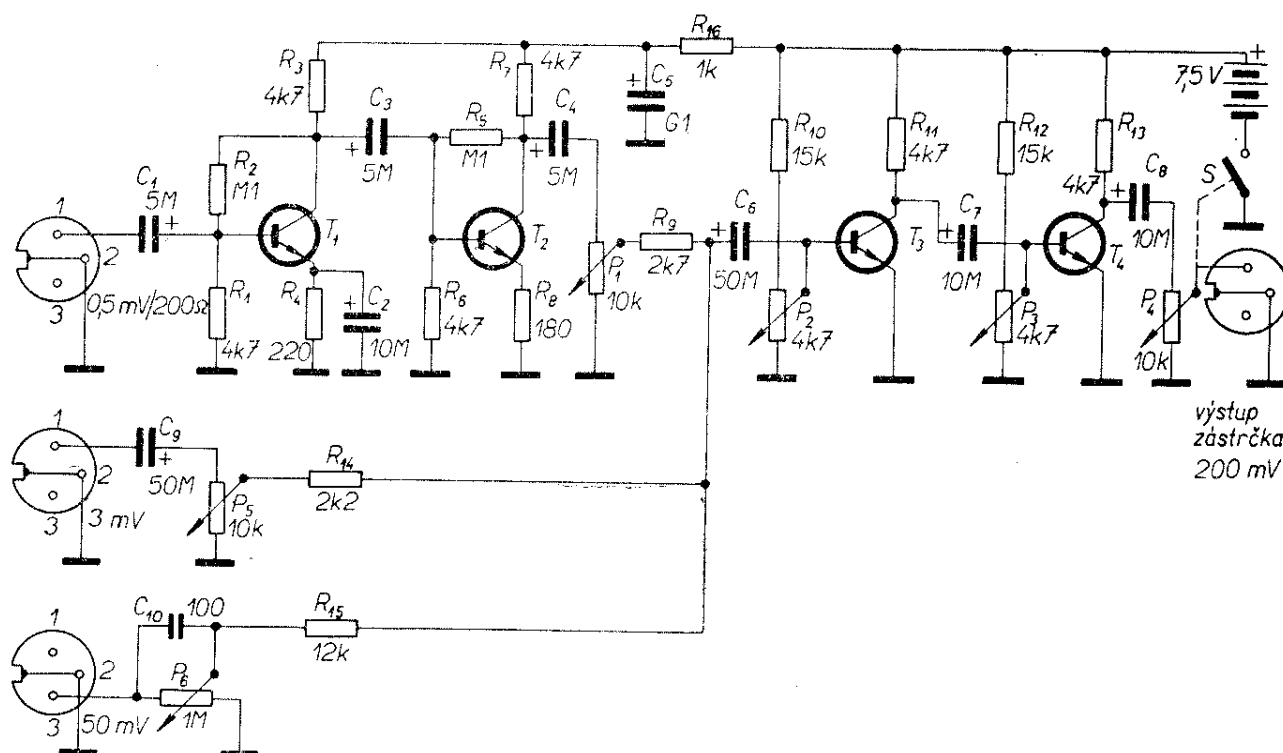 R16
1k
R3
4k7
R7
4k7
+
C5
G1
7,5 V
+
C3
+
5M
R5
M1
C4
+
5M
R10
15k
R11
4k7
R12
15k
R13
4k7
C8
+
10M
S
R2
M1
C1
5M
+
1
2
3
0,5 mV/200Ω
T1
T2
R9
2k7
C6
+
50M
T3
C7
+
10M
T4
R1
4k7
R4
220
+
C2
10M
R6
4k7
R8
180
P1
10k
P2
4k7
P3
4k7
P4
10k
výstup
zástrčka
200 mV
1
2
3
3 mV
C9
+
50M
P5
10k
R14
2k2
1
2
3
50 mV
C10
100
P6
1M
R15
12k